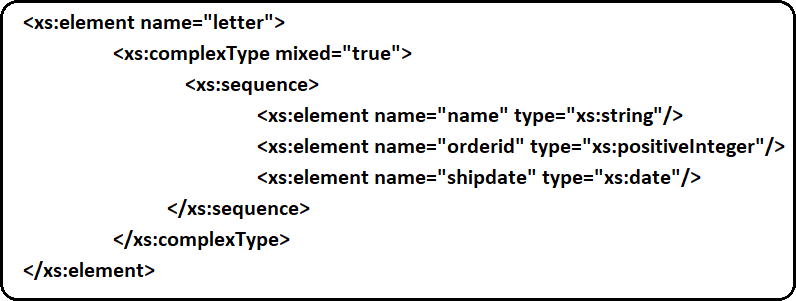 <xs:element name="letter">
<xs:complexType mixed="true">
<xs:sequence>
<xs:element name="name" type="xs:string"/>
<xs:element name="orderid" type="xs:positiveInteger"/>
<xs:element name="shipdate" type="xs:date"/>
</xs:sequence>
</xs:complexType>
</xs:element>